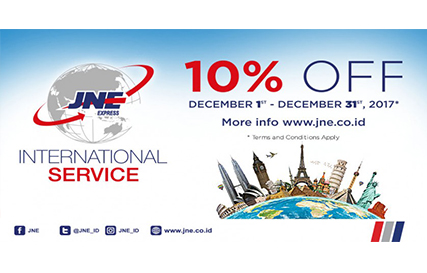 JNE
EXPRESS
INTERNATIONAL
SERVICE
10% OFF
DECEMBER 1ST - DECEMBER 31ST, 2017*
More info www.jne.co.id
* Terms and Conditions Apply
JNE @JNE_ID JNE_ID www.jne.co.id